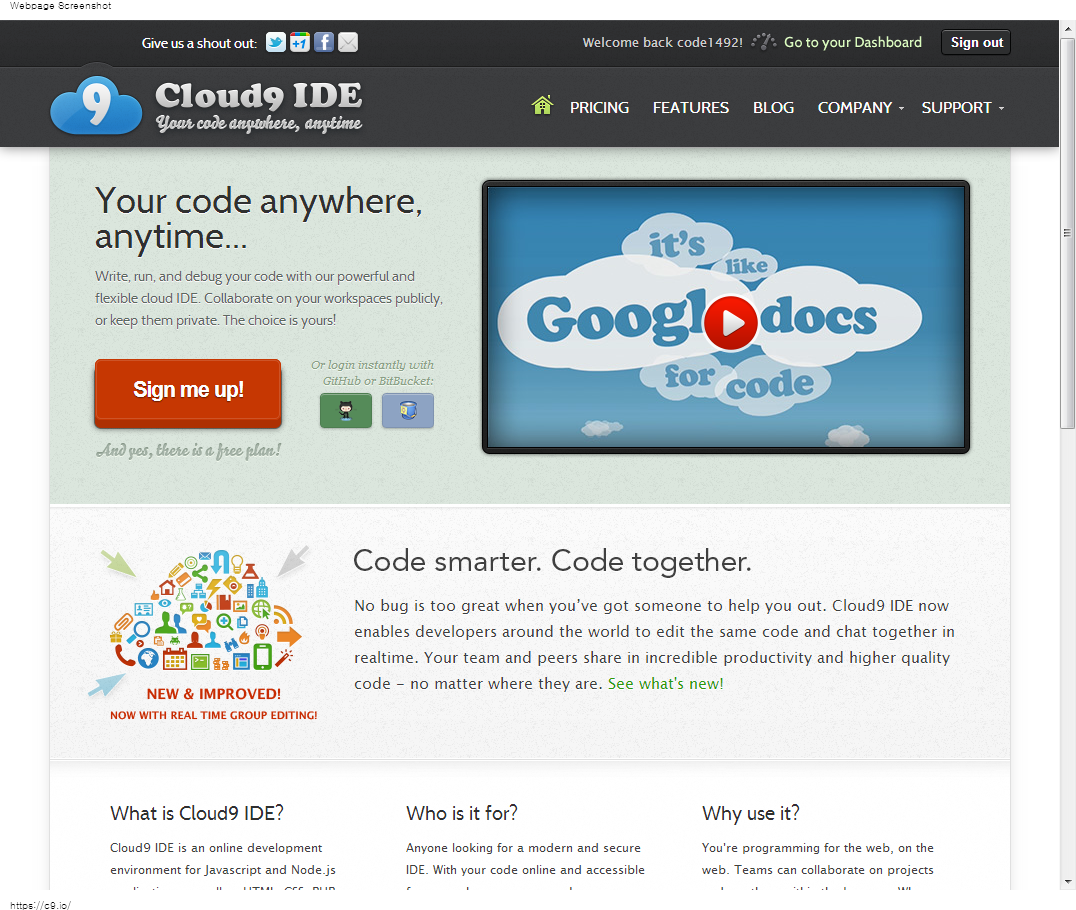 Webpage Screenshot
Give us a shout out:
+1
Welcome back code1492!
Go to your Dashboard
Sign out
9
Cloud9 IDE
Your code anywhere, anytime
PRICING
FEATURES
BLOG
COMPANY
SUPPORT
Your code anywhere,
anytime...
Write, run, and debug your code with our powerful and
flexible cloud IDE. Collaborate on your workspaces publicly,
or keep them private. The choice is yours!
Sign me up!
Or login instantly with
GitHub or BitBucket:
And yes, there is a free plan!
it's
like
Googl docs
for
code
Code smarter. Code together.
No bug is too great when you've got someone to help you out. Cloud9 IDE now
enables developers around the world to edit the same code and chat together in
realtime. Your team and peers share in incredible productivity and higher quality
code – no matter where they are. See what's new!
NEW & IMPROVED!
NOW WITH REAL TIME GROUP EDITING!
What is Cloud9 IDE?
Cloud9 IDE is an online development
environment for Javascript and Node.js
Who is it for?
Anyone looking for a modern and secure
IDE. With your code online and accessible
Why use it?
You're programming for the web, on the
web. Teams can collaborate on projects
https://c9.io/